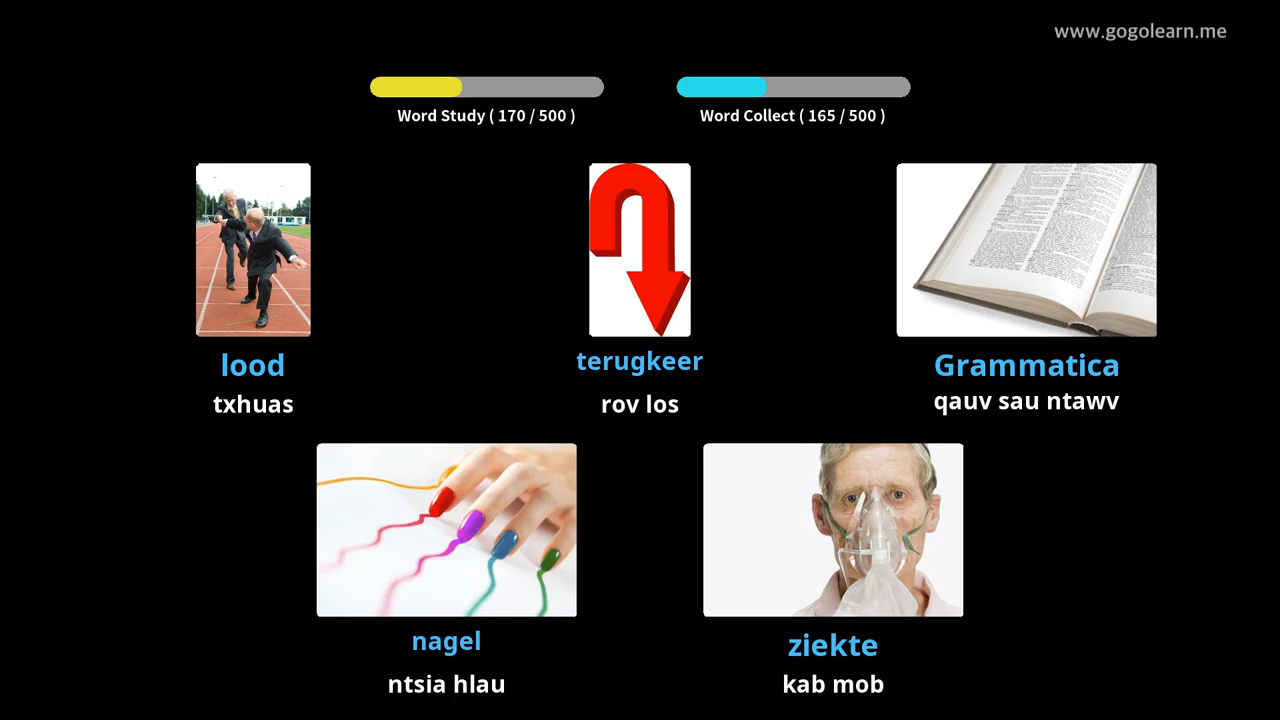 www.gogolearn.me
Word Study ( 170 / 500 )
Word Collect ( 165 / 500 )
lood
txhuas
terugkeer
rov los
Grammatica
qauv sau ntawv
nagel
ntsia hlau
ziekte
kab mob